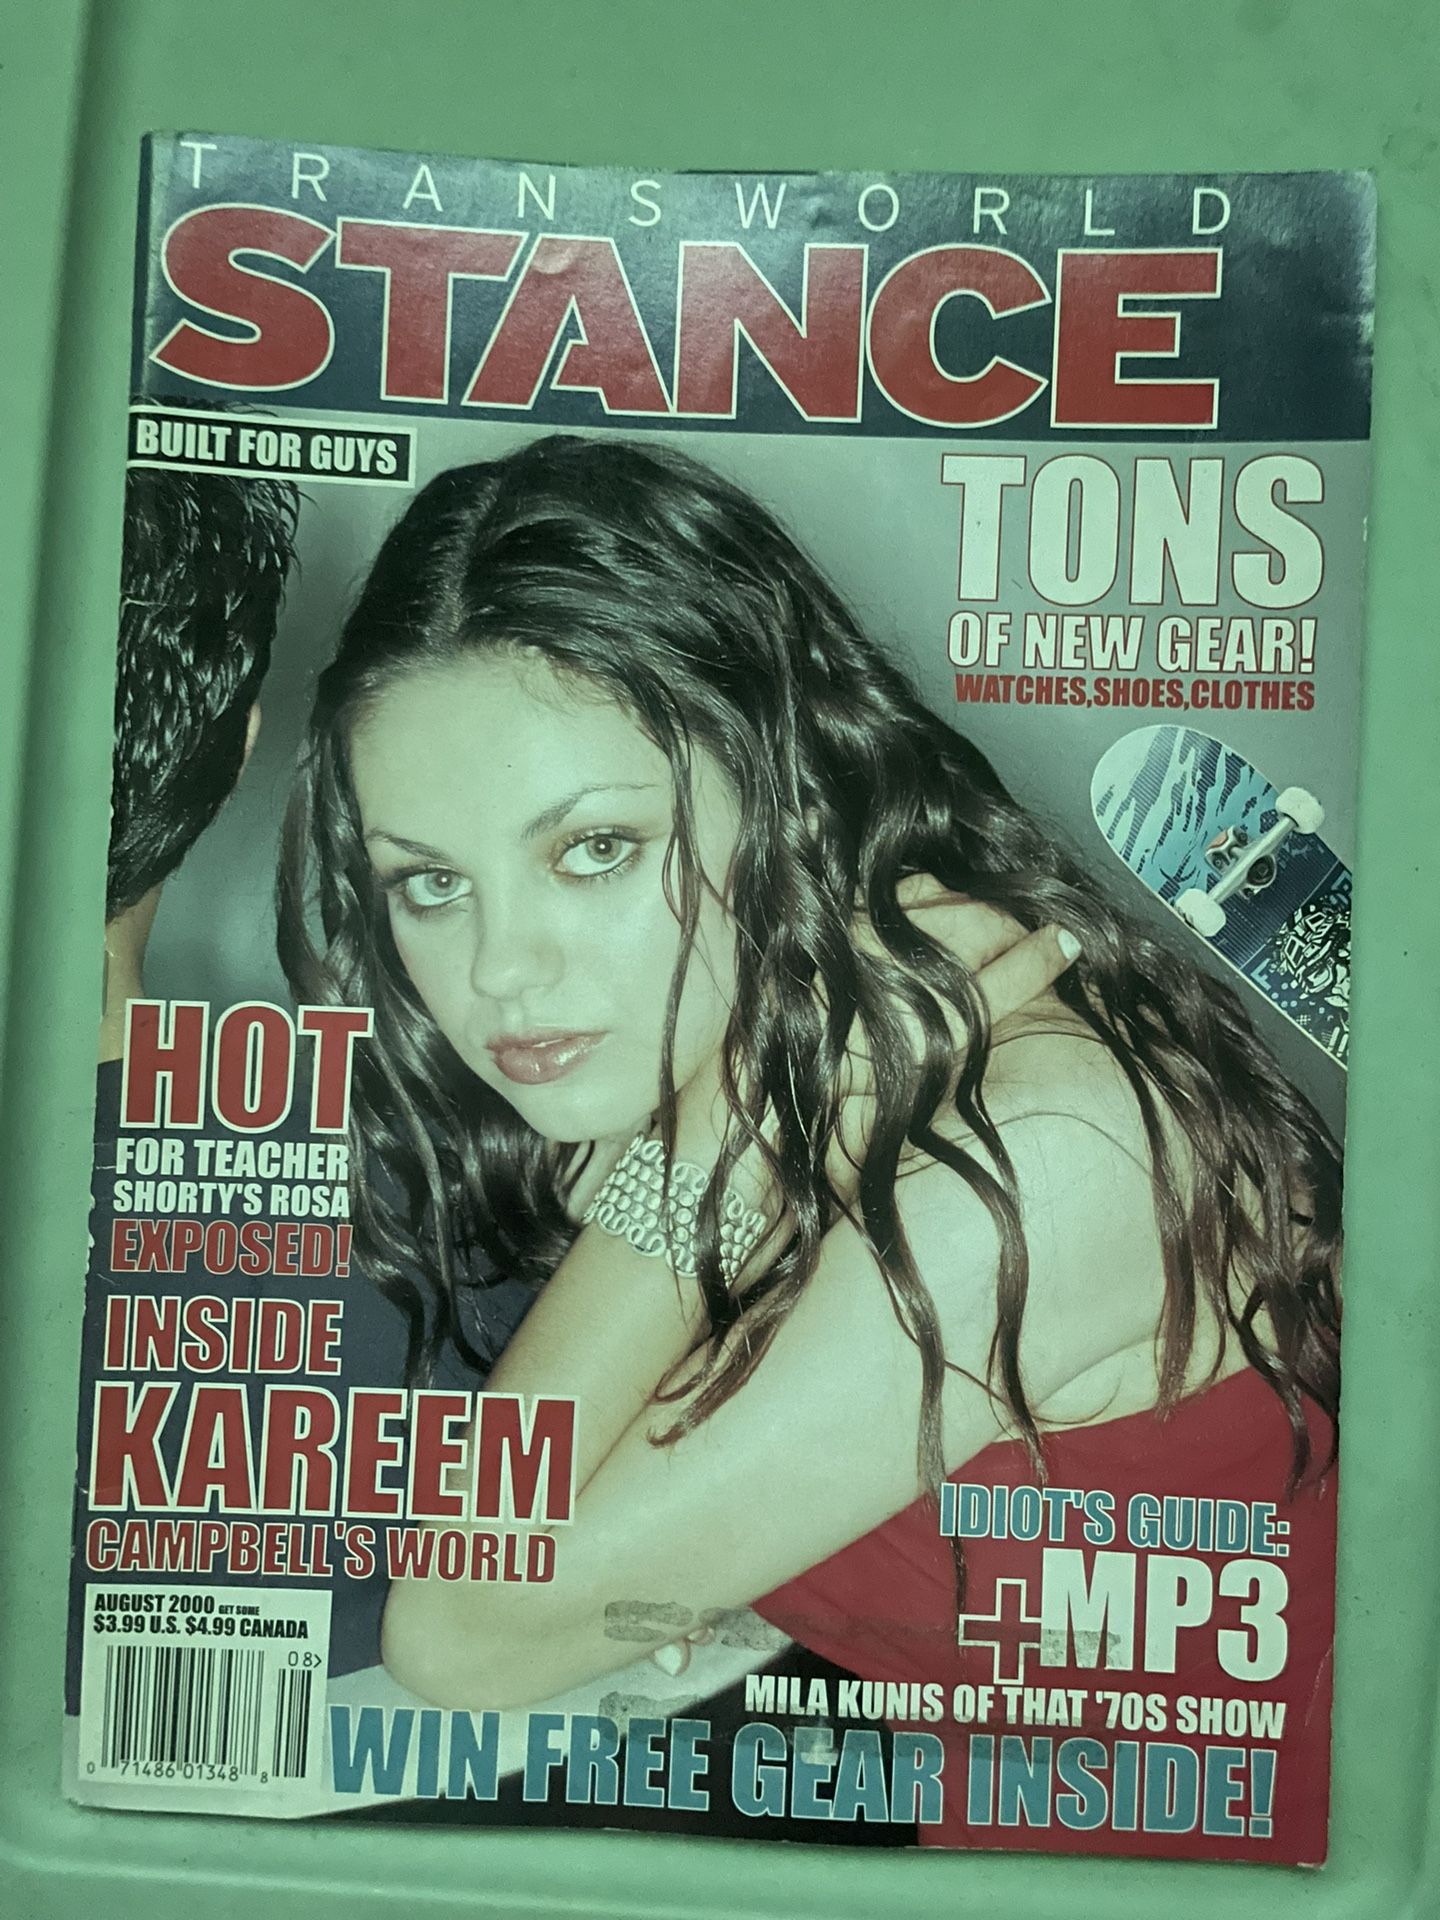 TRANSWORLD
STANCE
BUILT FOR GUYS
TONS
OF NEW GEAR!
WATCHES,SHOES,CLOTHES
HOT
FOR TEACHER
SHORTY'S ROSA
EXPOSED!
INSIDE
KAREEM
CAMPBELL'S WORLD
IDIOT'S GUIDE:
+MP3
MILA KUNIS OF THAT '70S SHOW
WIN FREE GEAR INSIDE!
AUGUST 2000 GET SOME
$3.99 U.S. $4.99 CANADA
08>
0 71486 01348 8